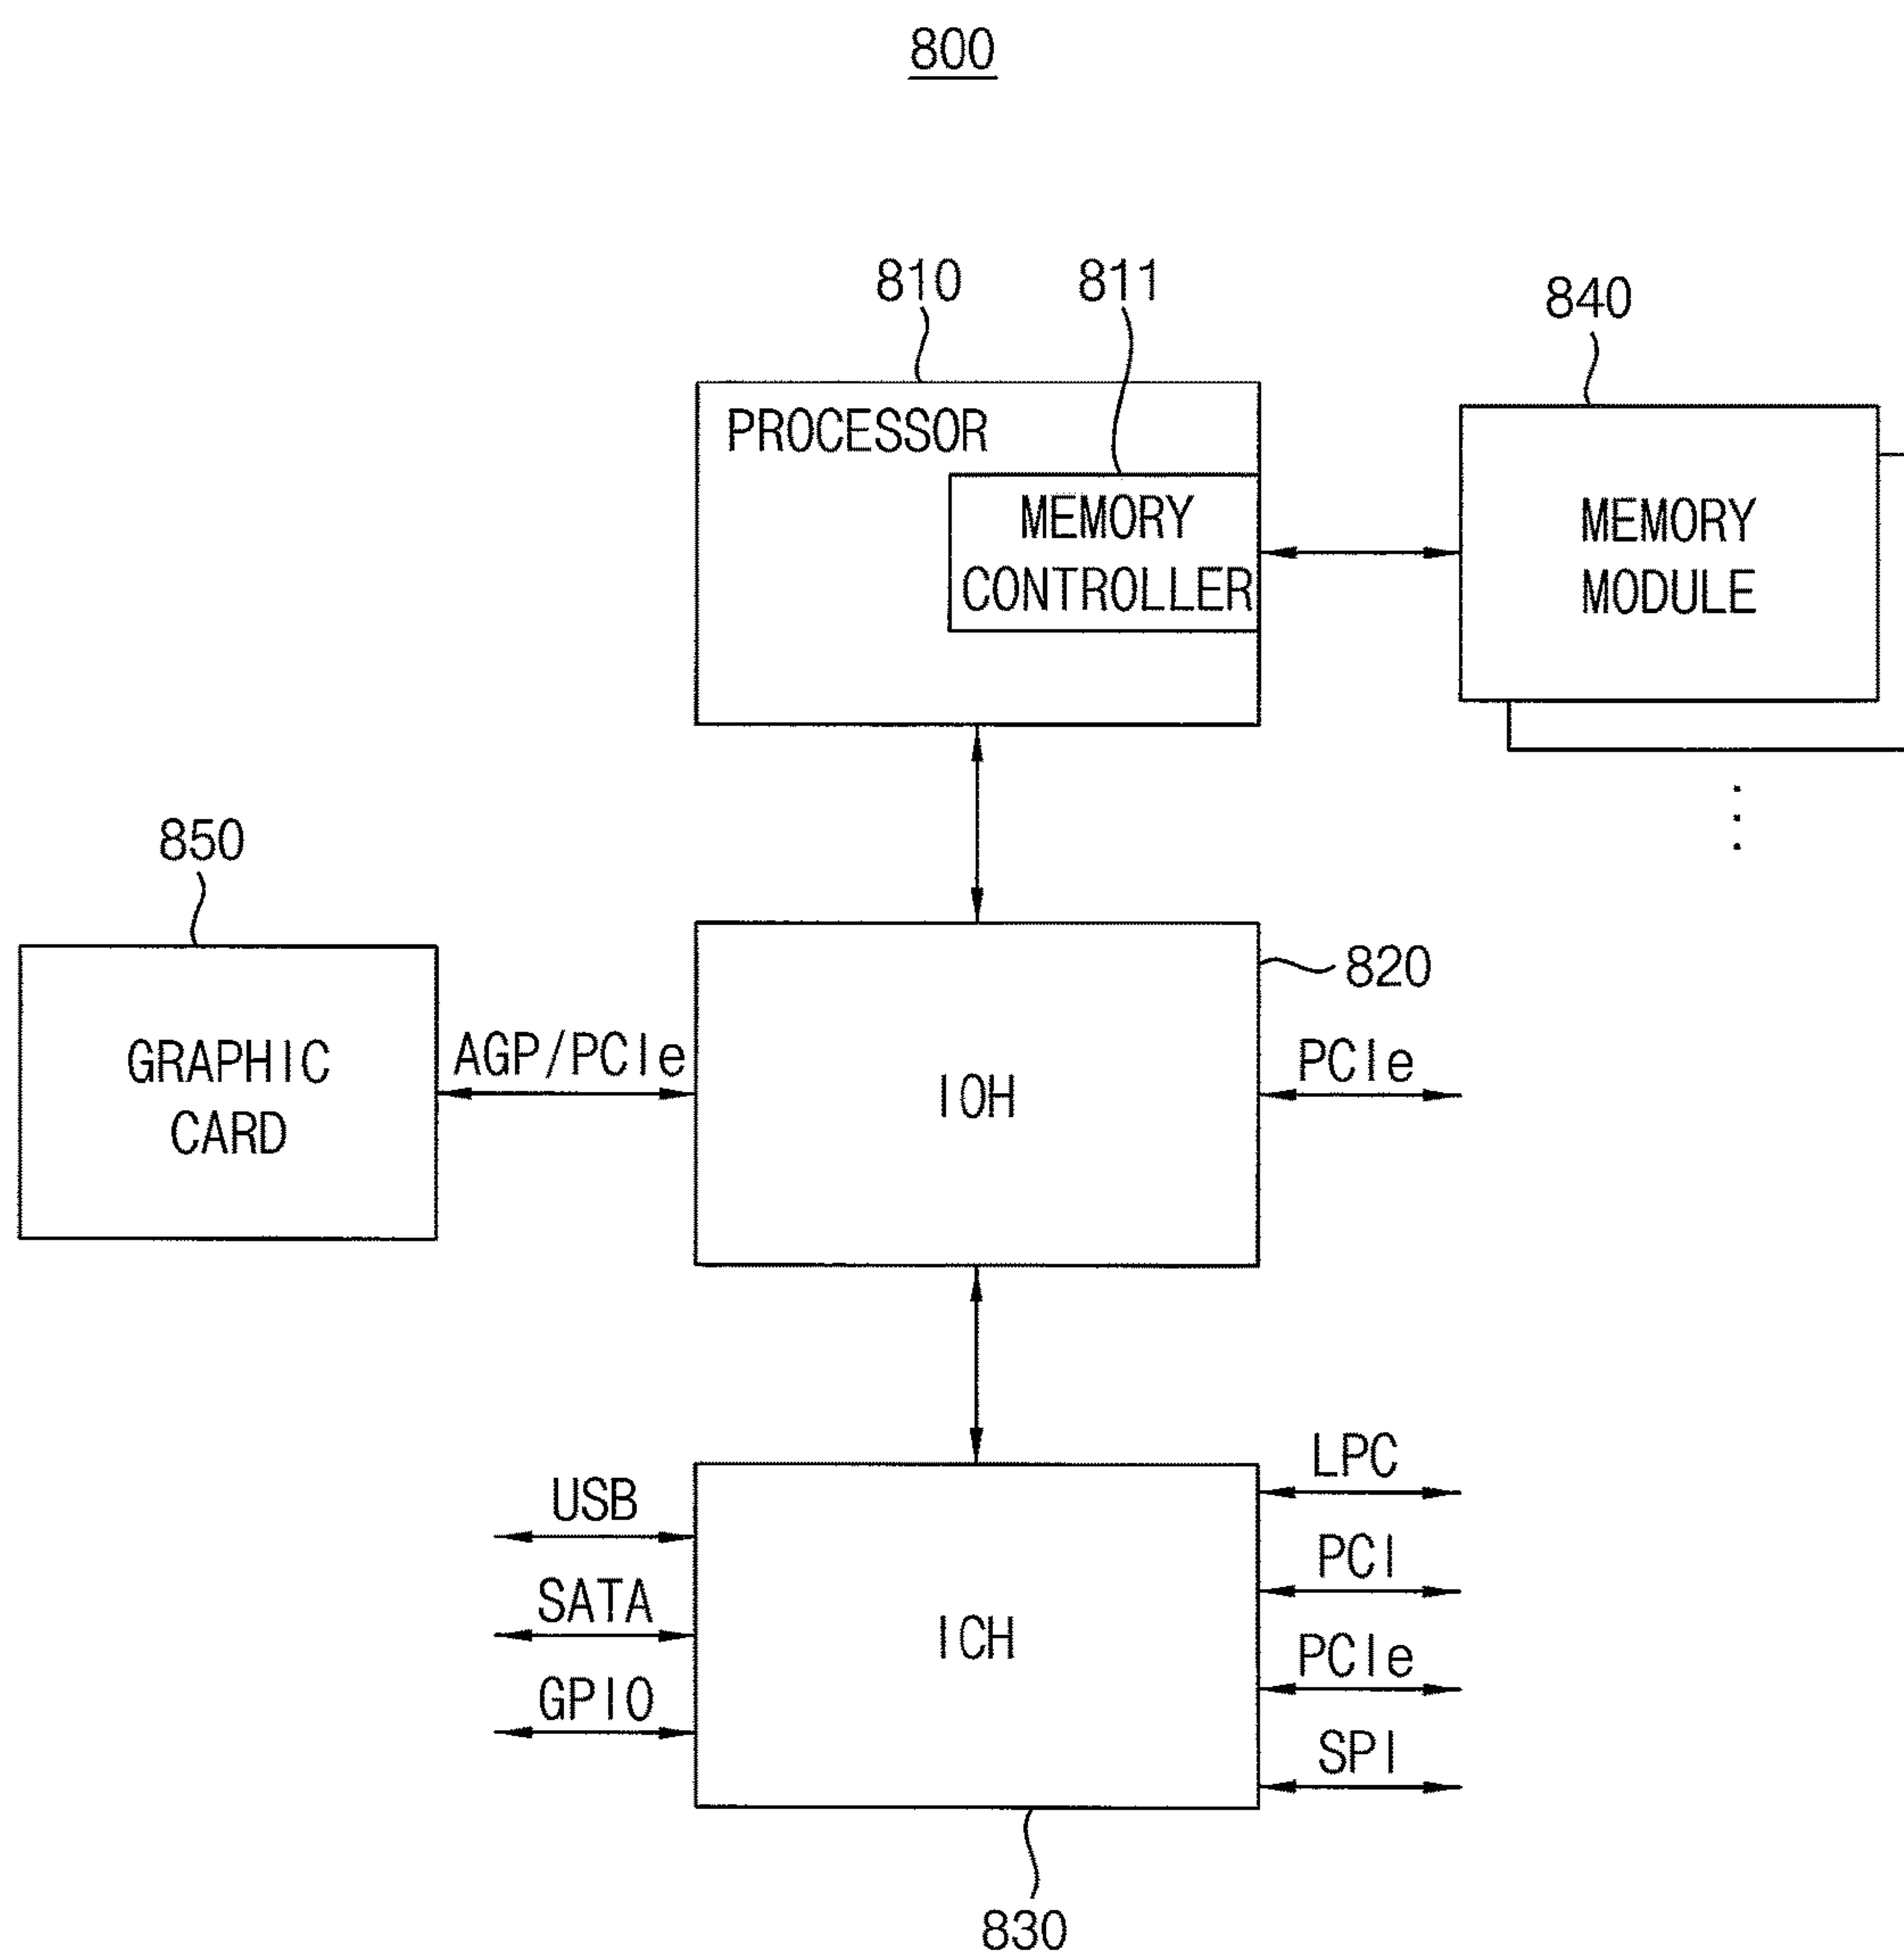 800
810
811
840
PROCESSOR
MEMORY
CONTROLLER
MEMORY
MODULE
850
820
GRAPHIC
CARD
AGP/PCIe
IOH
PCIe
USB
SATA
GPIO
ICH
LPC
PCI
PCIe
SPI
830